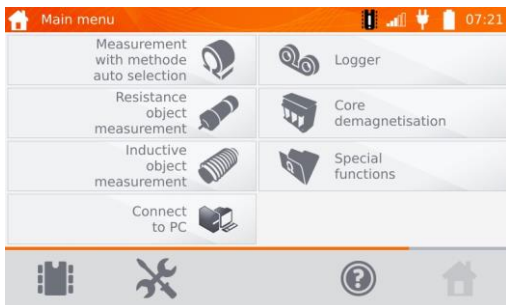 Main menu
07:21
Measurement
with methode
auto selection
Logger
Resistance
object
measurement
Core
demagnetisation
Inductive
object
measurement
Special
functions
Connect
to PC